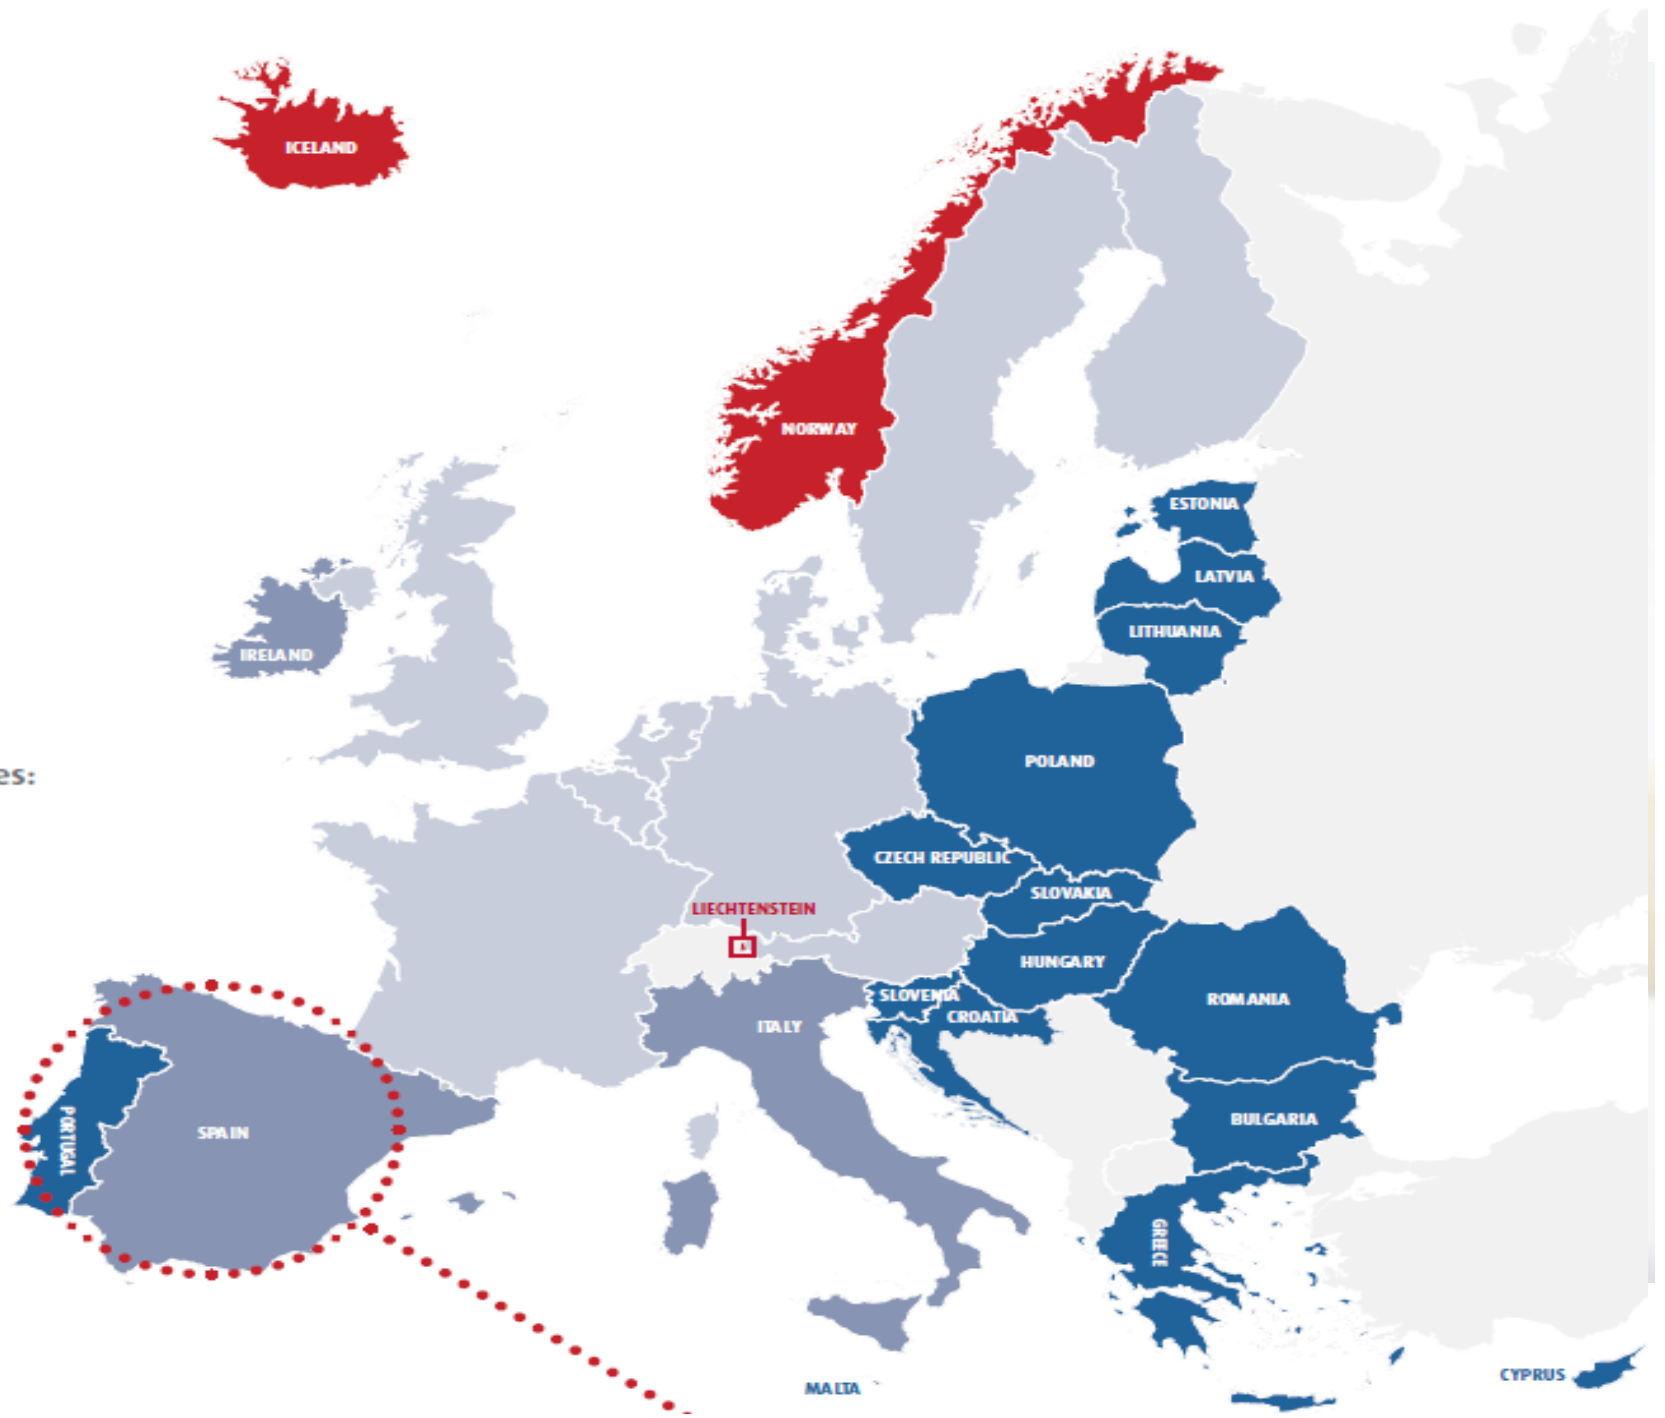 ICELAND
NORWAY
ESTONIA
LATVIA
LITHUANIA
IRELAND
POLAND
es:
CZECH REPUBLIC
SLOVAKIA
LIECHTENSTEIN
HUNGARY
SLOVENIA
ROMANIA
CROATIA
ITALY
BULGARIA
SPAIN
PORTUGAL
GREECE
CYPRUS
MALTA